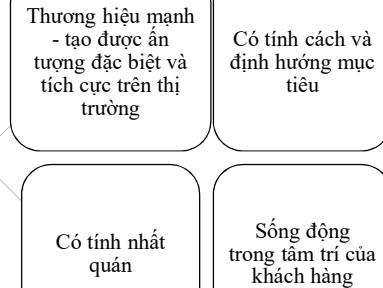 Thương hiệu mạnh
- tạo được ấn
tượng đặc biệt và
tích cực trên thị
trường
Có tính cách và
định hướng mục
tiêu
Có tính nhất
quán
Sống động
trong tâm trí của
khách hàng